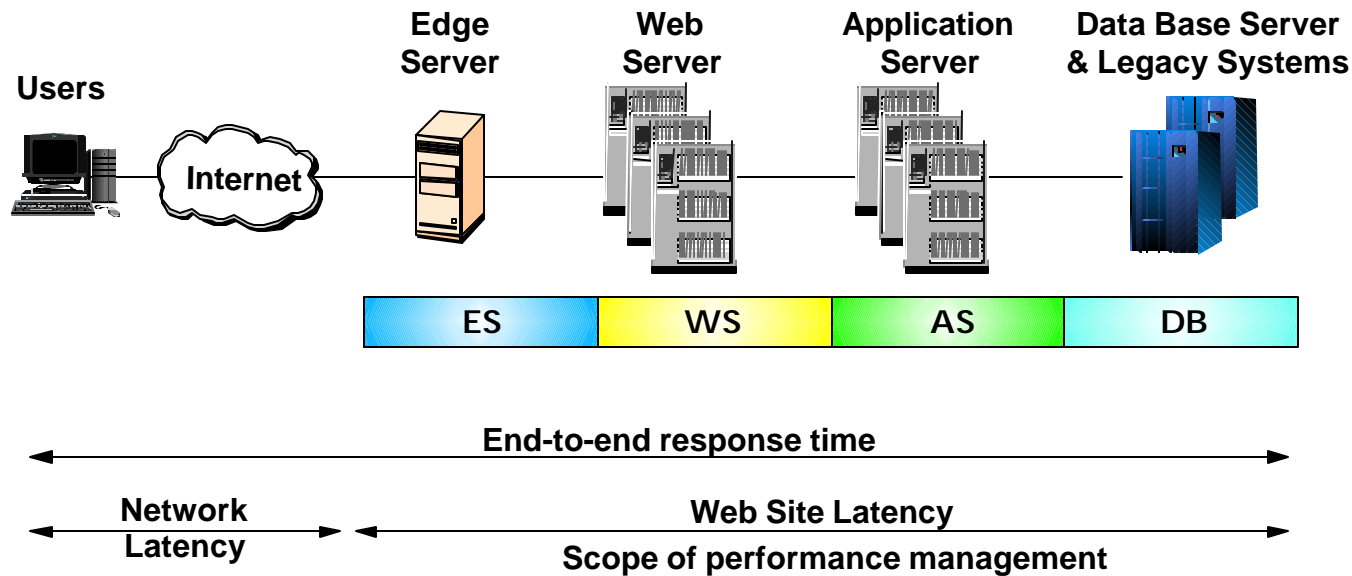 Users
Internet
Edge
Server
Web
Server
Application
Server
Data Base Server
& Legacy Systems
ES
WS
AS
DB
End-to-end response time
Network
Latency
Web Site Latency
Scope of performance management